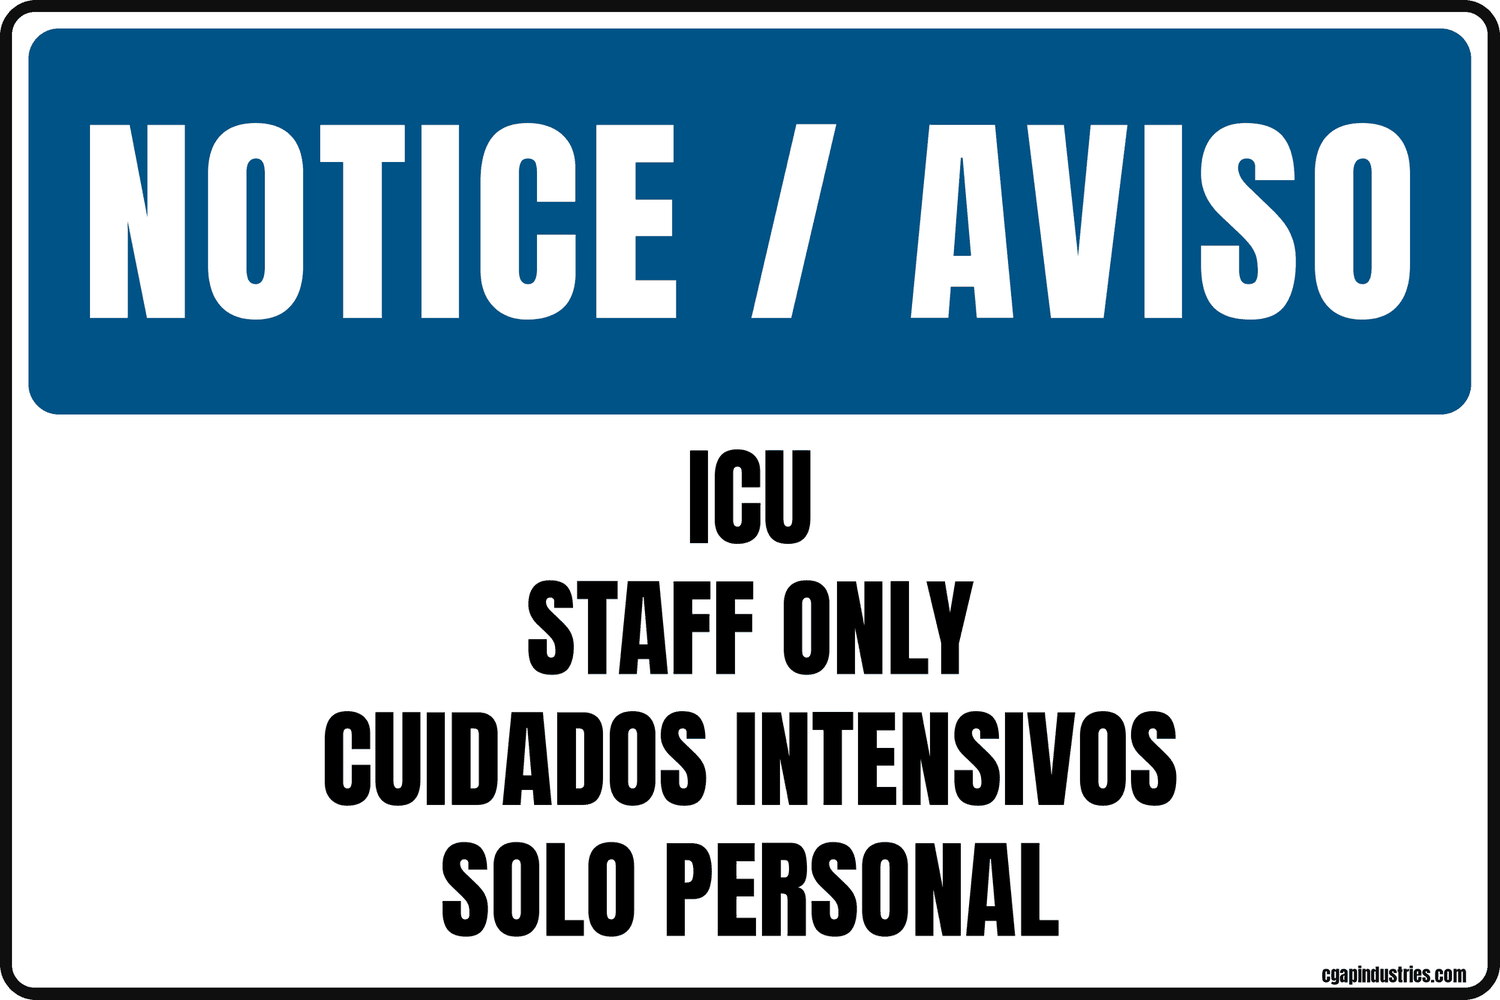 NOTICE / AVISO
ICU
STAFF ONLY
CUIDADOS INTENSIVOS
SOLO PERSONAL
cgapindustries.com